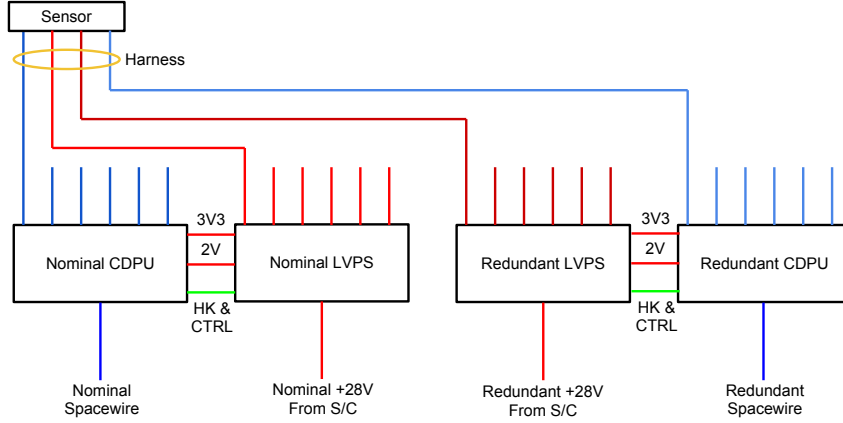 Sensor
Harness
3V3
2V
HK &
CTRL
Nominal CDPU
Nominal LVPS
Redundant LVPS
3V3
2V
HK &
CTRL
Redundant CDPU
Nominal
Spacewire
Nominal +28V
From S/C
Redundant +28V
From S/C
Redundant
Spacewire